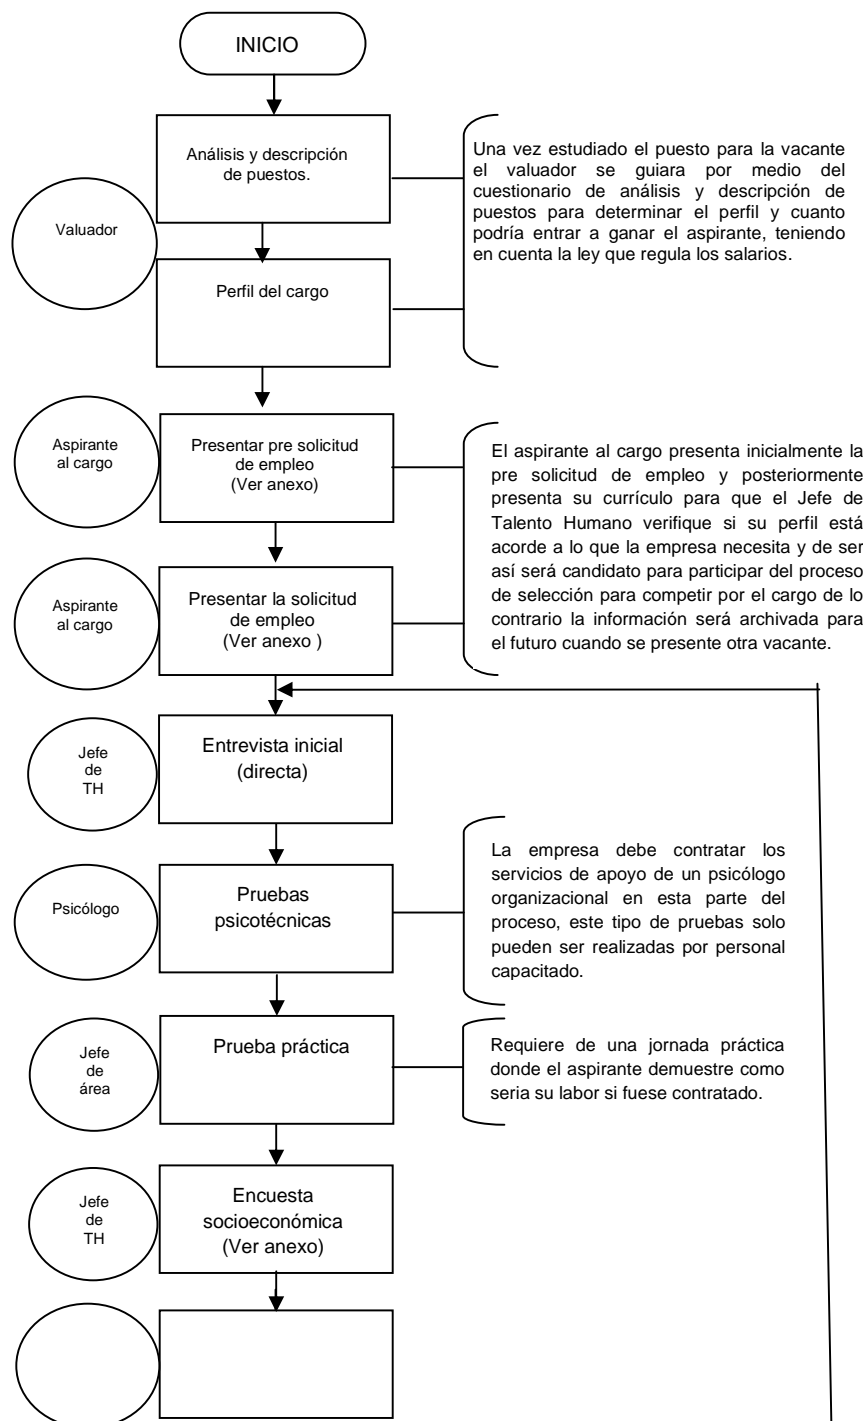 INICIO
Análisis y descripción
de puestos.
Una vez estudiado el puesto para la vacante
el valuador se guiara por medio del
cuestionario de análisis y descripción de
puestos para determinar el perfil y cuanto
podría entrar a ganar el aspirante, teniendo
en cuenta la ley que regula los salarios.
Valuador
Perfil del cargo
Aspirante
al cargo
Presentar pre solicitud
de empleo
(Ver anexo)
El aspirante al cargo presenta inicialmente la
pre solicitud de empleo y posteriormente
presenta su currículo para que el Jefe de
Talento Humano verifique si su perfil está
acorde a lo que la empresa necesita y de ser
así será candidato para participar del proceso
de selección para competir por el cargo de lo
contrario la información será archivada para
el futuro cuando se presente otra vacante.
Aspirante
al cargo
Presentar la solicitud
de empleo
(Ver anexo )
Jefe
de
TH
Entrevista inicial
(directa)
Psicólogo
Pruebas
psicotécnicas
La empresa debe contratar los
servicios de apoyo de un psicólogo
organizacional en esta parte del
proceso, este tipo de pruebas solo
pueden ser realizadas por personal
capacitado.
Jefe
de
área
Prueba práctica
Requiere de una jornada práctica
donde el aspirante demuestre como
seria su labor si fuese contratado.
Jefe
de
TH
Encuesta
socioeconómica
(Ver anexo)